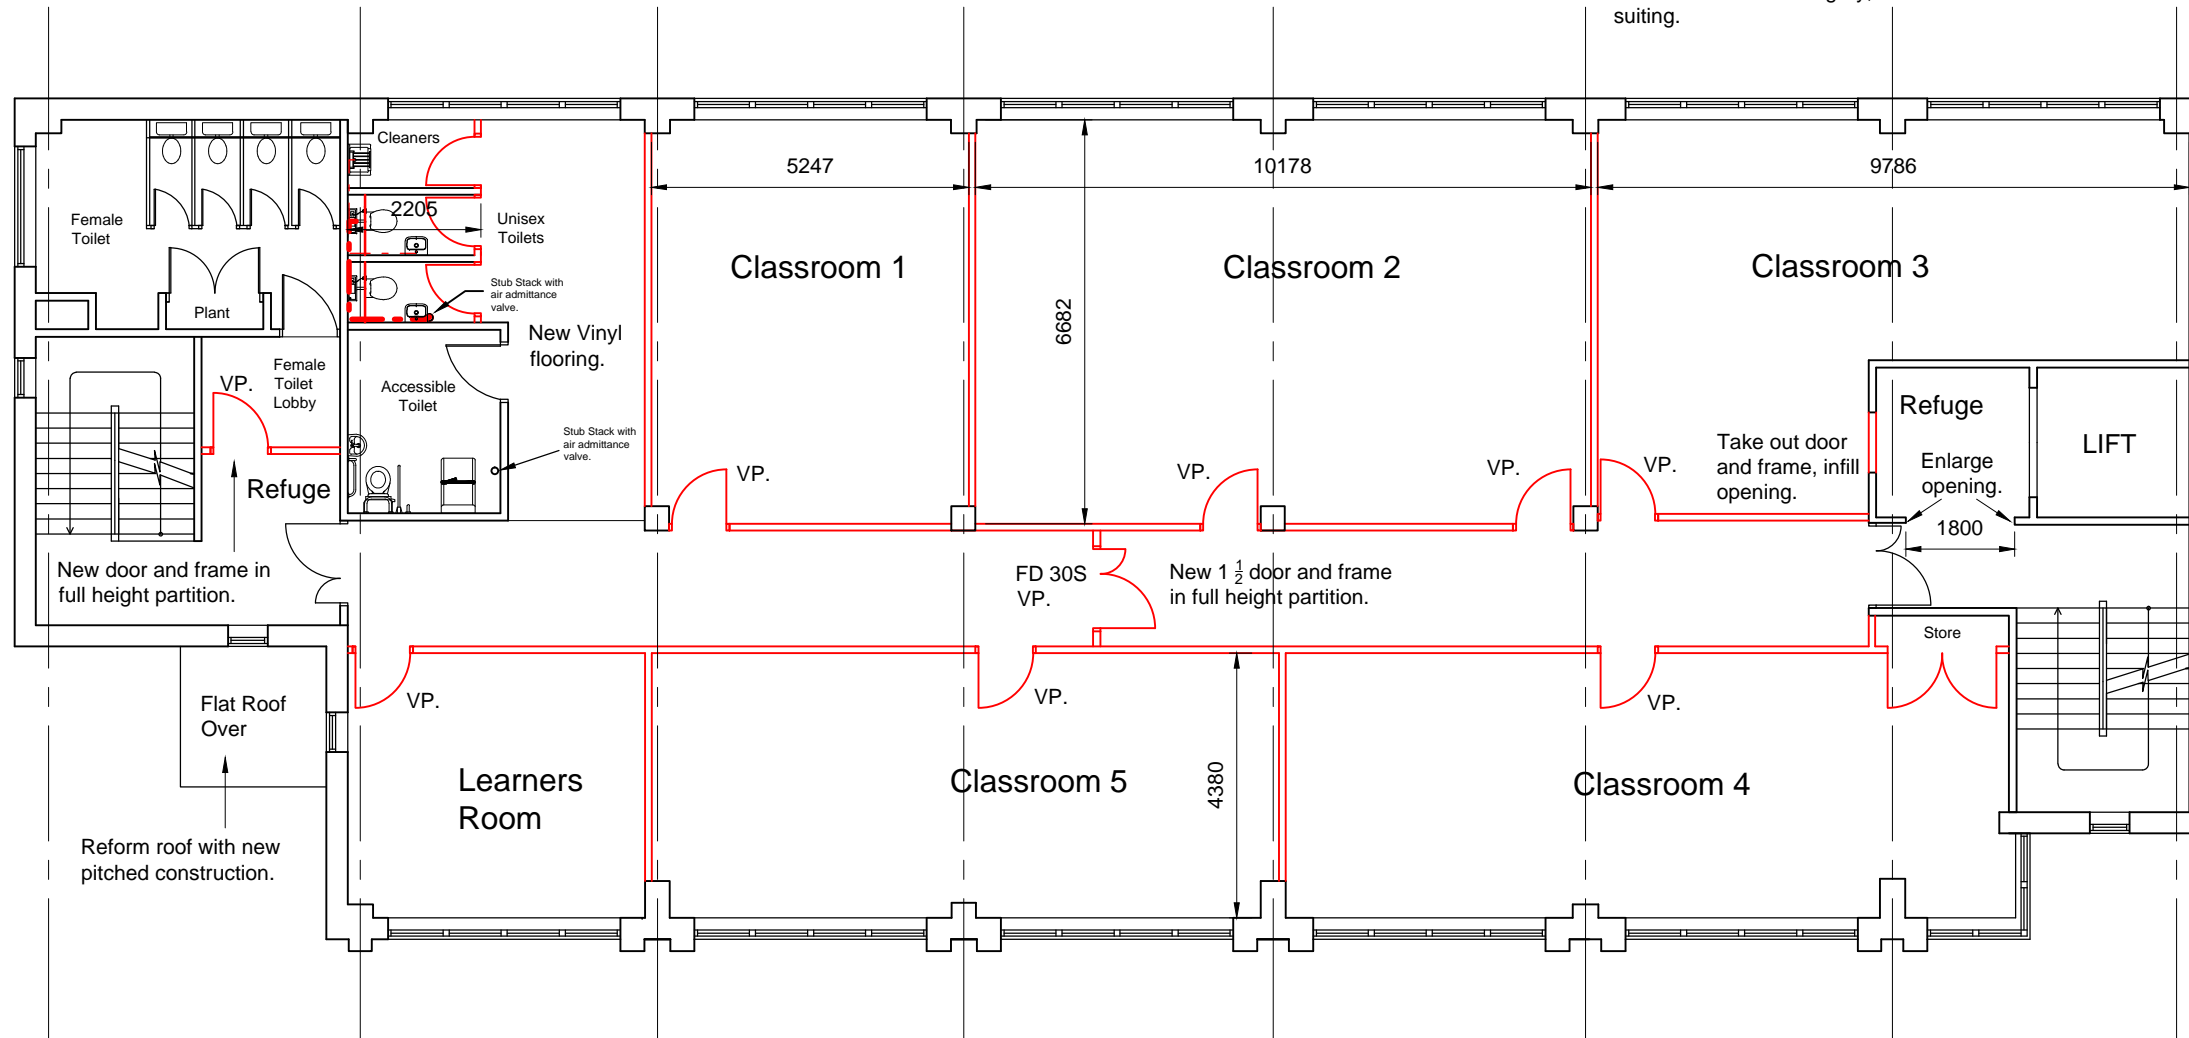 suiting.
Cleaners
5247
10178
9786
2205
Female
Toilet
Unisex
Toilets
Classroom 1
Classroom 2
Classroom 3
Stub Stack with
air admittance
valve.
Plant
6682
New Vinyl
flooring.
Female
Toilet
Lobby
VP.
Accessible
Toilet
Refuge
Stub Stack with
air admittance
valve.
Take out door
and frame, infill
opening.
LIFT
Enlarge
opening.
VP.
VP.
VP.
VP.
Refuge
1800
New door and frame in
full height partition.
FD 30S
VP.
New 1 1/2 door and frame
in full height partition.
Store
Flat Roof
Over
VP.
VP.
VP.
Learners
Room
Classroom 5
4380
Classroom 4
Reform roof with new
pitched construction.